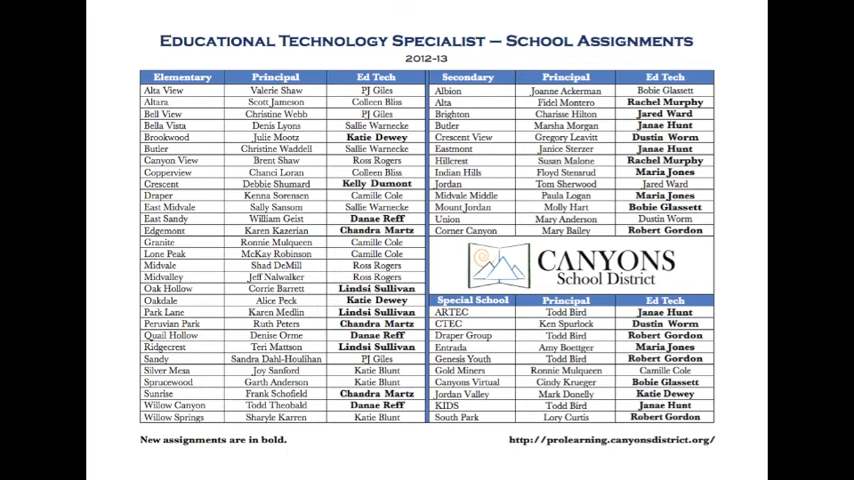 EDUCATIONAL TECHNOLOGY SPECIALIST – SCHOOL ASSIGNMENTS
2012-13
Elementary Principal Ed Tech
Alta View Valerie Shaw PJ Giles
Altara Scott Jameson Colleen Bliss
Bell View Christine Webb PJ Giles
Bella Vista Denis Lyons Sallie Warnecke
Brookwood Julie Mootz Katie Dewey
Butler Christine Waddell Sallie Warnecke
Canyon View Brent Shaw Ross Rogers
Copperview Chanci Loran Colleen Bliss
Crescent Debbie Shumard Kelly Dumont
Draper Kenna Sorensen Camille Cole
East Midvale Sally Sansom Sallie Warnecke
East Sandy William Geist Danae Reff
Edgemont Karen Kazerian Chandra Martz
Granite Ronnie Mulqueen Camille Cole
Lone Peak McKay Robinson Camille Cole
Midvale Shad DeMill Ross Rogers
Midvalley Jeff Nalwalker Ross Rogers
Oak Hollow Corrie Barrett Lindsi Sullivan
Oakdale Alice Peck Katie Dewey
Park Lane Karen Medlin Lindsi Sullivan
Peruvian Park Ruth Peters Chandra Martz
Quail Hollow Denise Orme Danae Reff
Ridgecrest Teri Mattson Lindsi Sullivan
Sandy Sandra Dahl-Houlihan PJ Giles
Silver Mesa Joy Sanford Katie Blunt
Sprucewood Garth Anderson Katie Blunt
Sunrise Frank Schofield Chandra Martz
Willow Canyon Todd Theobald Danae Reff
Willow Springs Sharyle Karren Katie Blunt
Secondary Principal Ed Tech
Albion Joanne Ackerman Bobie Glassett
Alta Fidel Montero Rachel Murphy
Brighton Charisse Hilton Jared Ward
Butler Marsha Morgan Janae Hunt
Crescent View Gregory Leavitt Dustin Worm
Eastmont Janice Sterzer Janae Hunt
Hillcrest Susan Malone Rachel Murphy
Indian Hills Floyd Stensrud Maria Jones
Jordan Tom Sherwood Jared Ward
Midvale Middle Paula Logan Maria Jones
Mount Jordan Molly Hart Bobie Glassett
Union Mary Anderson Dustin Worm
Corner Canyon Mary Bailey Robert Gordon
CANYONS
School District
Special School Principal Ed Tech
ARTEC Todd Bird Janae Hunt
CTEC Ken Spurlock Dustin Worm
Draper Group Todd Bird Robert Gordon
Entrada Amy Boettger Maria Jones
Genesis Youth Todd Bird Robert Gordon
Gold Miners Ronnie Mulqueen Camille Cole
Canyons Virtual Cindy Krueger Bobie Glassett
Jordan Valley Mark Donelly Katie Dewey
KIDS Todd Bird Janae Hunt
South Park Lory Curtis Robert Gordon
New assignments are in bold.
http://prolearning.canyonsdistrict.org/